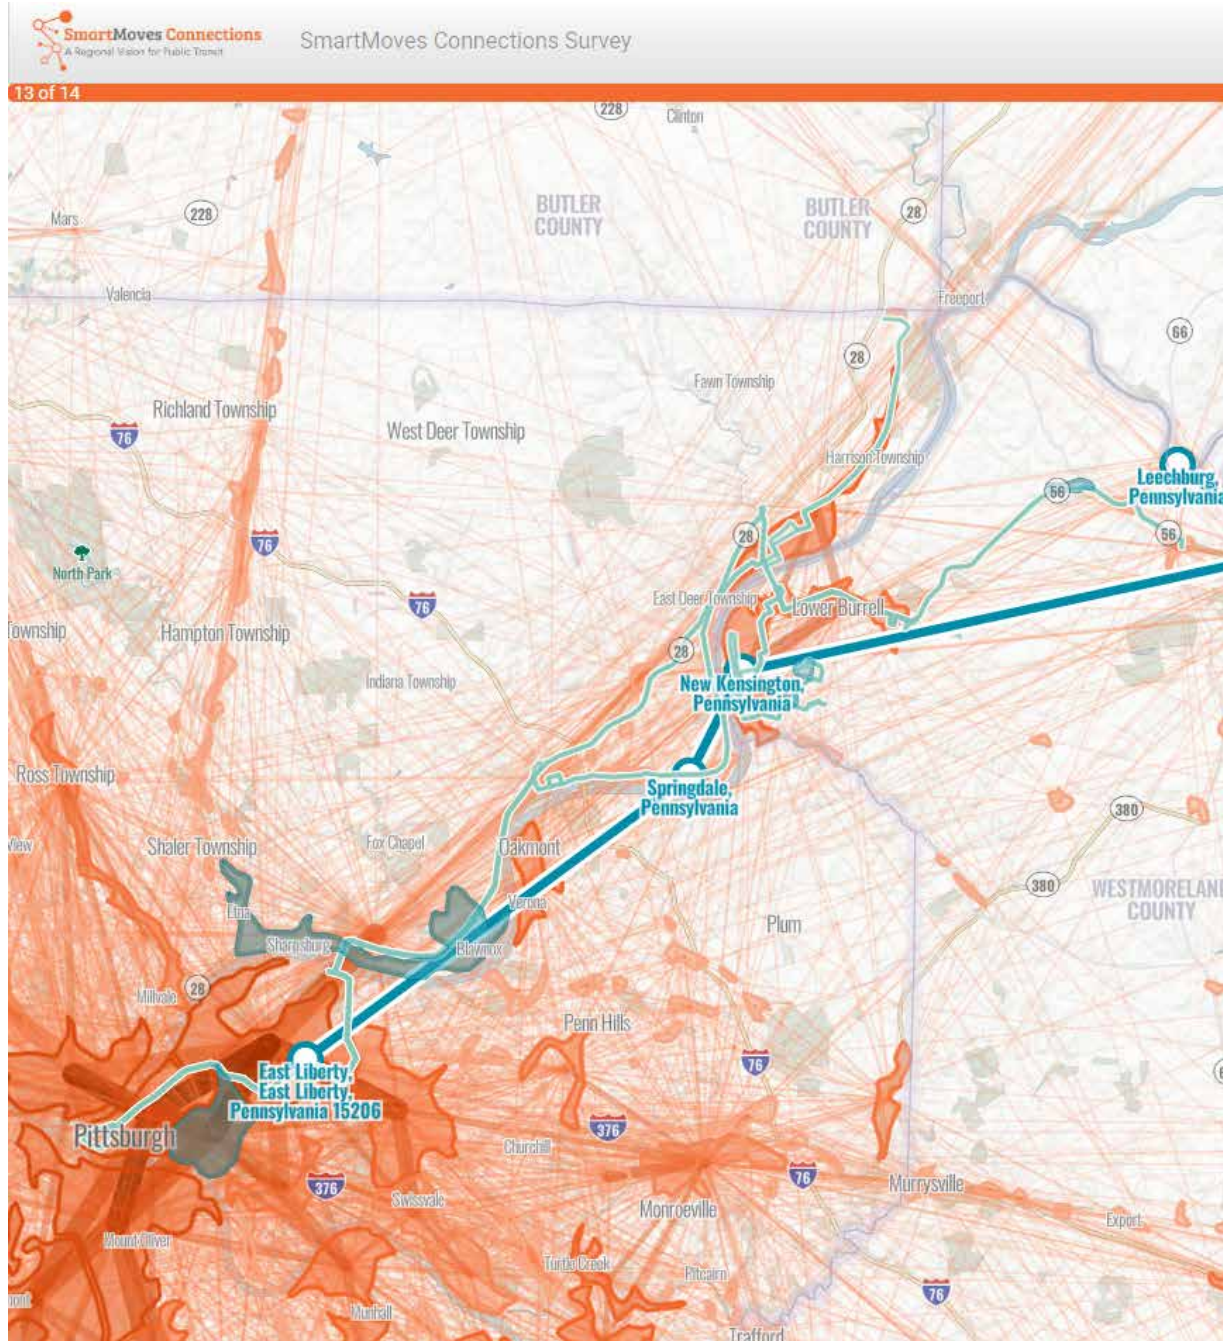 SmartMoves Connections
A Regional Vision for Public Transit
SmartMoves Connections Survey
13 of 14
228
Clinton
BUTLER
COUNTY
BUTLER
COUNTY
28
Mars
228
Valencia
Freeport
66
28
Fawn Township
Richland Township
76
West Deer Township
Harrison Township
Leechburg,
Pennsylvania
56
56
28
76
North Park
East Deer Township
Lower Burrell
76
Township
Hampton Township
28
Indiana Township
New Kensington,
Pennsylvania
Ross Township
Springdale,
Pennsylvania
380
View
Shaler Township
Fox Chapel
Oakmont
380
WESTMORELAND
COUNTY
Etna
Verona
Plum
Sharpsburg
Blawnox
Millvale
28
Penn Hills
76
East Liberty,
East Liberty,
Pennsylvania 15206
Pittsburgh
376
Churchill
376
Swissvale
76
Murrysville
Monroeville
Export
Mount Oliver
Turtle Creek
Pitcairn
76
Munhall
Trafford